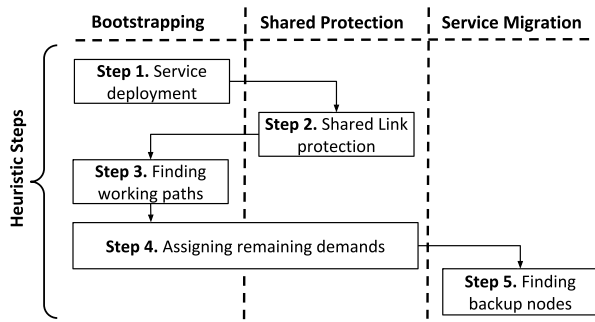 Bootstrapping
Shared Protection
Service Migration
Heuristic Steps
Step 1. Service
deployment
Step 2. Shared Link
protection
Step 3. Finding
working paths
Step 4. Assigning remaining demands
Step 5. Finding
backup nodes